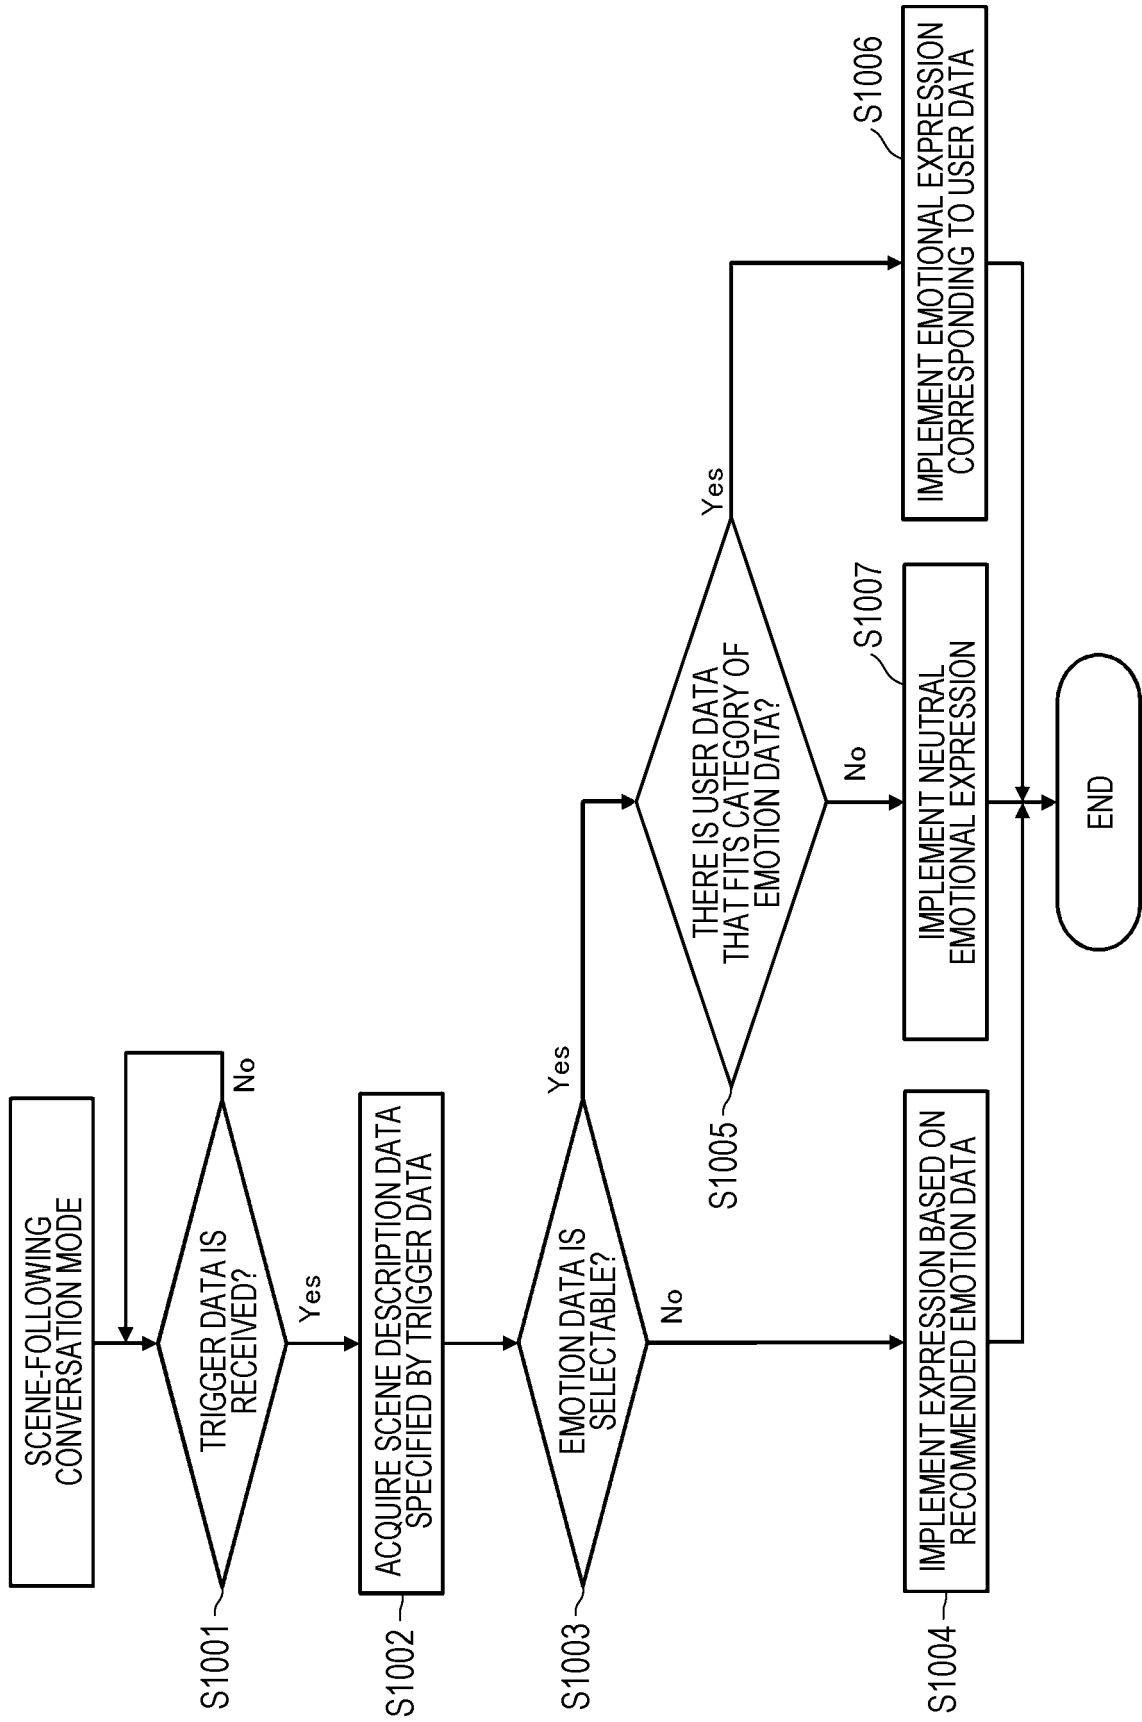 SCENE-FOLLOWING
CONVERSATION MODE
S1001
TRIGGER DATA IS
RECEIVED?
No
Yes
S1002
ACQUIRE SCENE DESCRIPTION DATA
SPECIFIED BY TRIGGER DATA
S1003
EMOTION DATA IS
SELECTABLE?
Yes
No
S1005
THERE IS USER DATA
THAT FITS CATEGORY OF
EMOTION DATA?
Yes
No
S1004
IMPLEMENT EXPRESSION BASED ON
RECOMMENDED EMOTION DATA
S1007
IMPLEMENT NEUTRAL
EMOTIONAL EXPRESSION
S1006
IMPLEMENT EMOTIONAL EXPRESSION
CORRESPONDING TO USER DATA
END